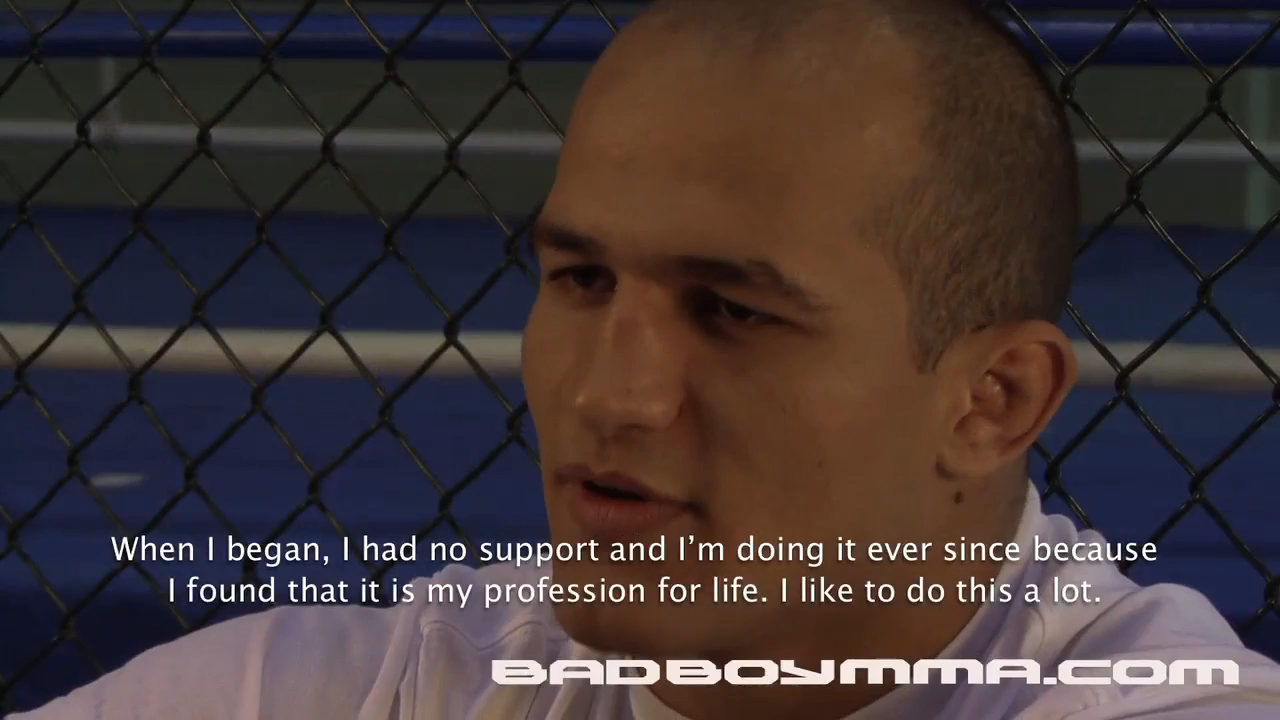 When I began, I had no support and I'm doing it ever since because
I found that it is my profession for life. I like to do this a lot.
BADBOYMMA.COM